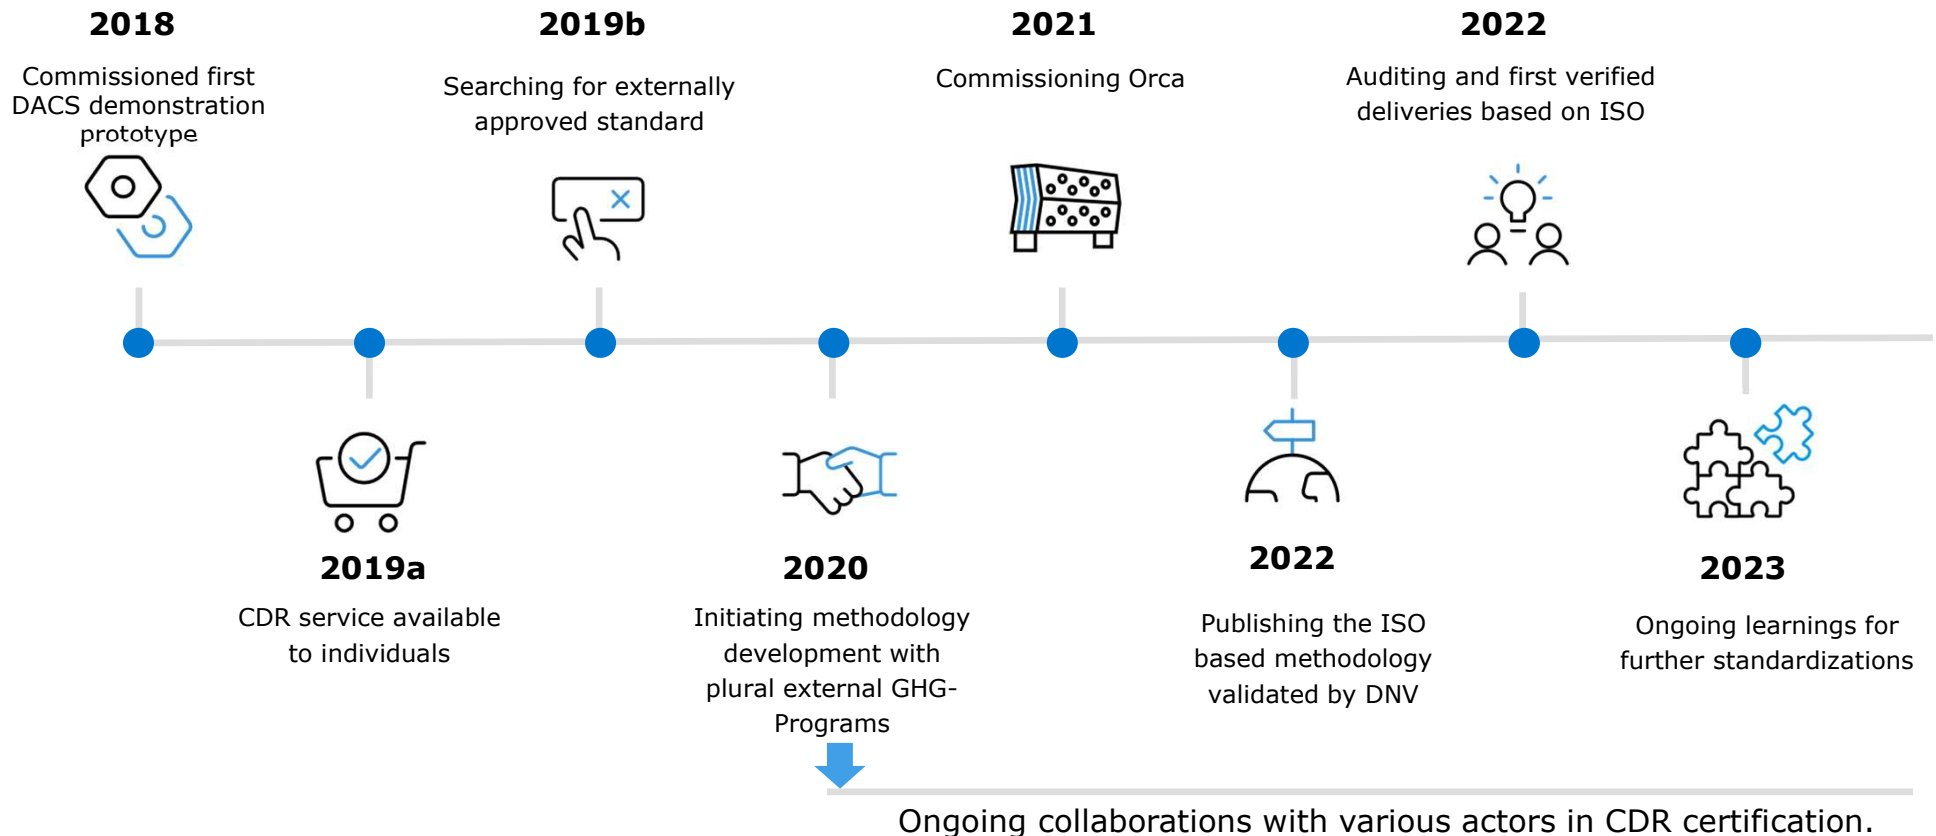 2018
Commissioned first
DACS demonstration
prototype
2019b
Searching for externally
approved standard
2021
Commissioning Orca
2022
Auditing and first verified
deliveries based on ISO
2019a
CDR service available
to individuals
2020
Initiating methodology
development with
plural external GHG-
Programs
2022
Publishing the ISO
based methodology
validated by DNV
2023
Ongoing learnings for
further standardizations
Ongoing collaborations with various actors in CDR certification.